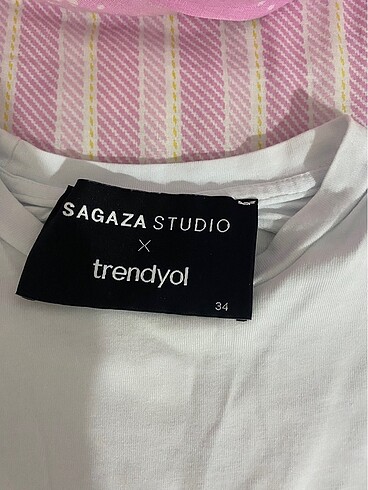 SAGAZA STUDIO
×
trendyol
34